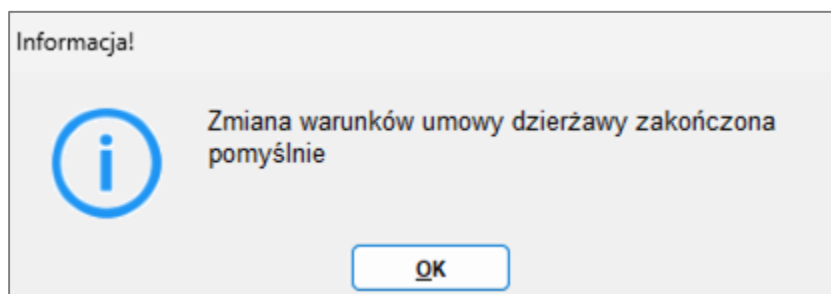 Informacja!
Zmiana warunków umowy dzierżawy zakończona
pomyślnie
OK